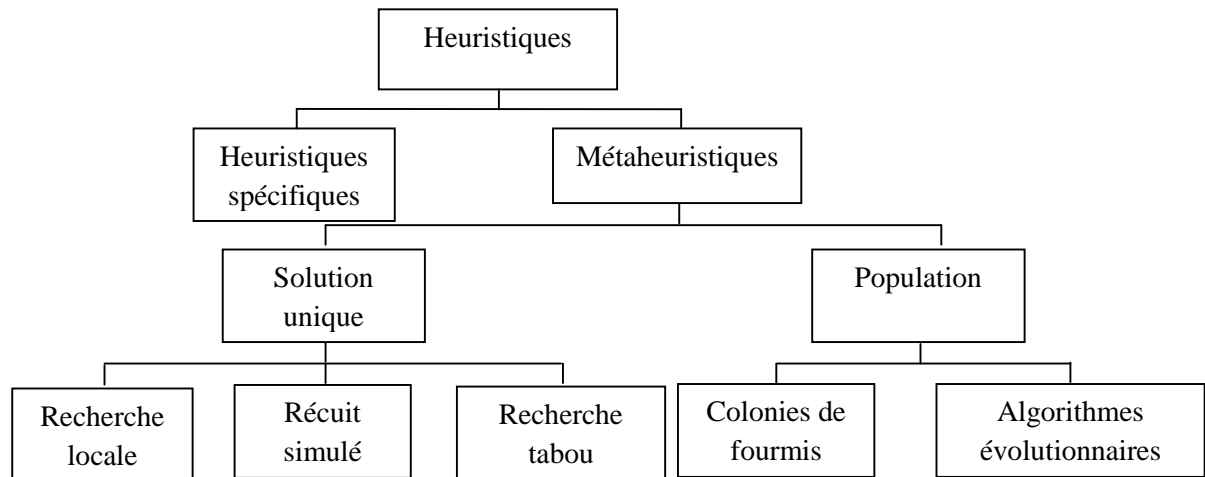 Heuristiques
Heuristiques
spécifiques
Métaheuristiques
Solution
unique
Population
Recherche
locale
Récuit
simulé
Recherche
tabou
Colonies de
fourmis
Algorithmes
évolutionnaires